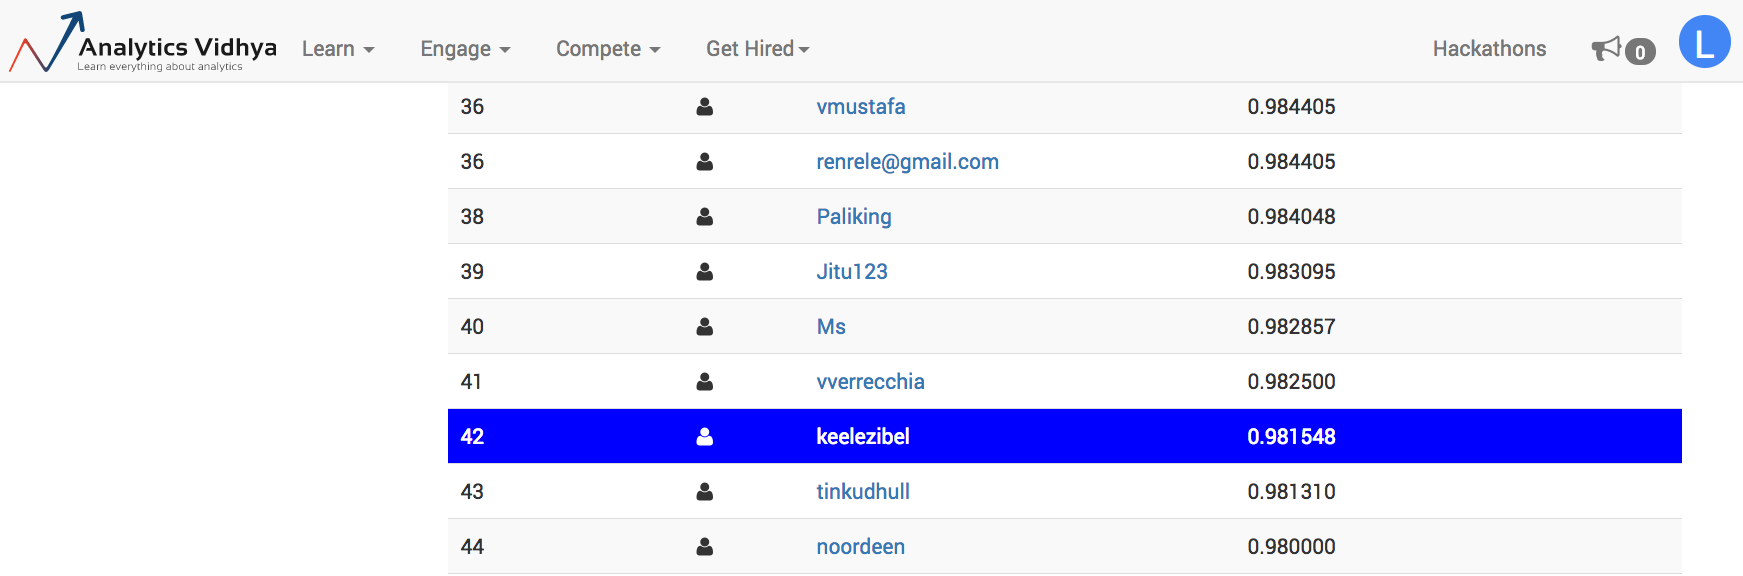 Analytics Vidhya
Learn everything about analytics
Learn Engage Compete Get Hired Hackathons 0 L
36 vmustafa 0.984405
36 renrele@gmail.com 0.984405
38 Paliking 0.984048
39 Jitu123 0.983095
40 Ms 0.982857
41 vverrecchia 0.982500
42 keelezibel 0.981548
43 tinkudhull 0.981310
44 noordeen 0.980000